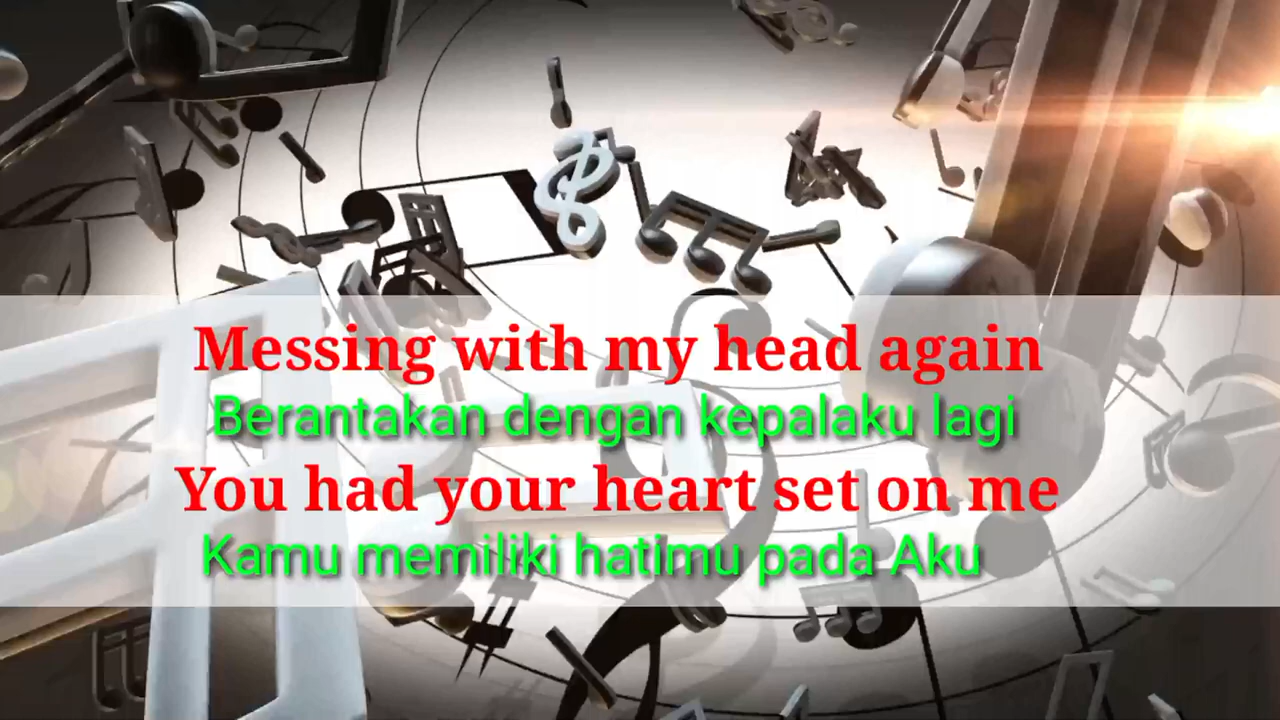 Messing with my head again
Berantakan dengan kepalaku lagi
You had your heart set on me
Kamu memiliki hatimu pada Aku